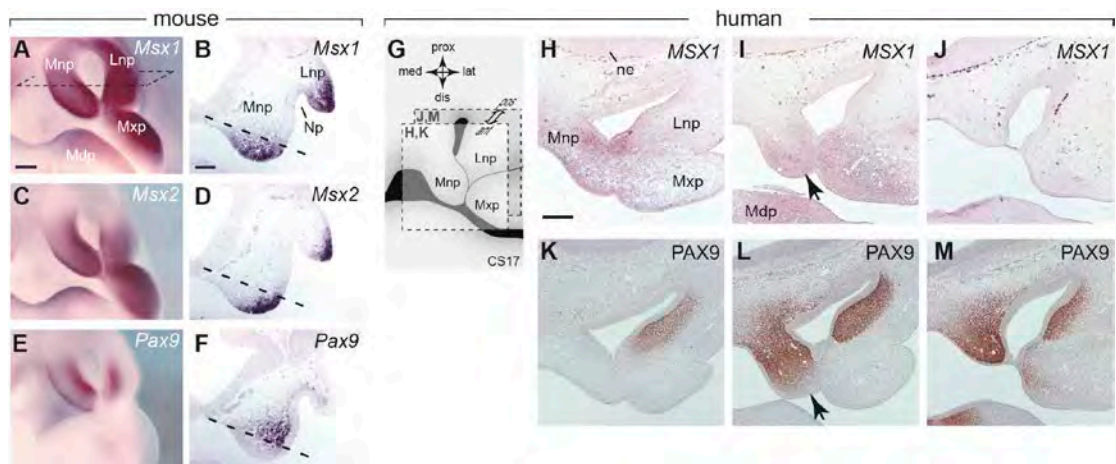 mouse
human
A Msx1
Mnp Lnp
Mxp
Mdp
B Msx1
Lnp
Mnp
Np
C Msx2
D Msx2
E Pax9
F Pax9
G
prox
med lat
dis
J,M
H,K
Lnp
Mnp
Mxp
CS17
H MSX1
ne
Mnp Lnp
Mxp
I MSX1
Mdp
J MSX1
K PAX9
L PAX9
M PAX9